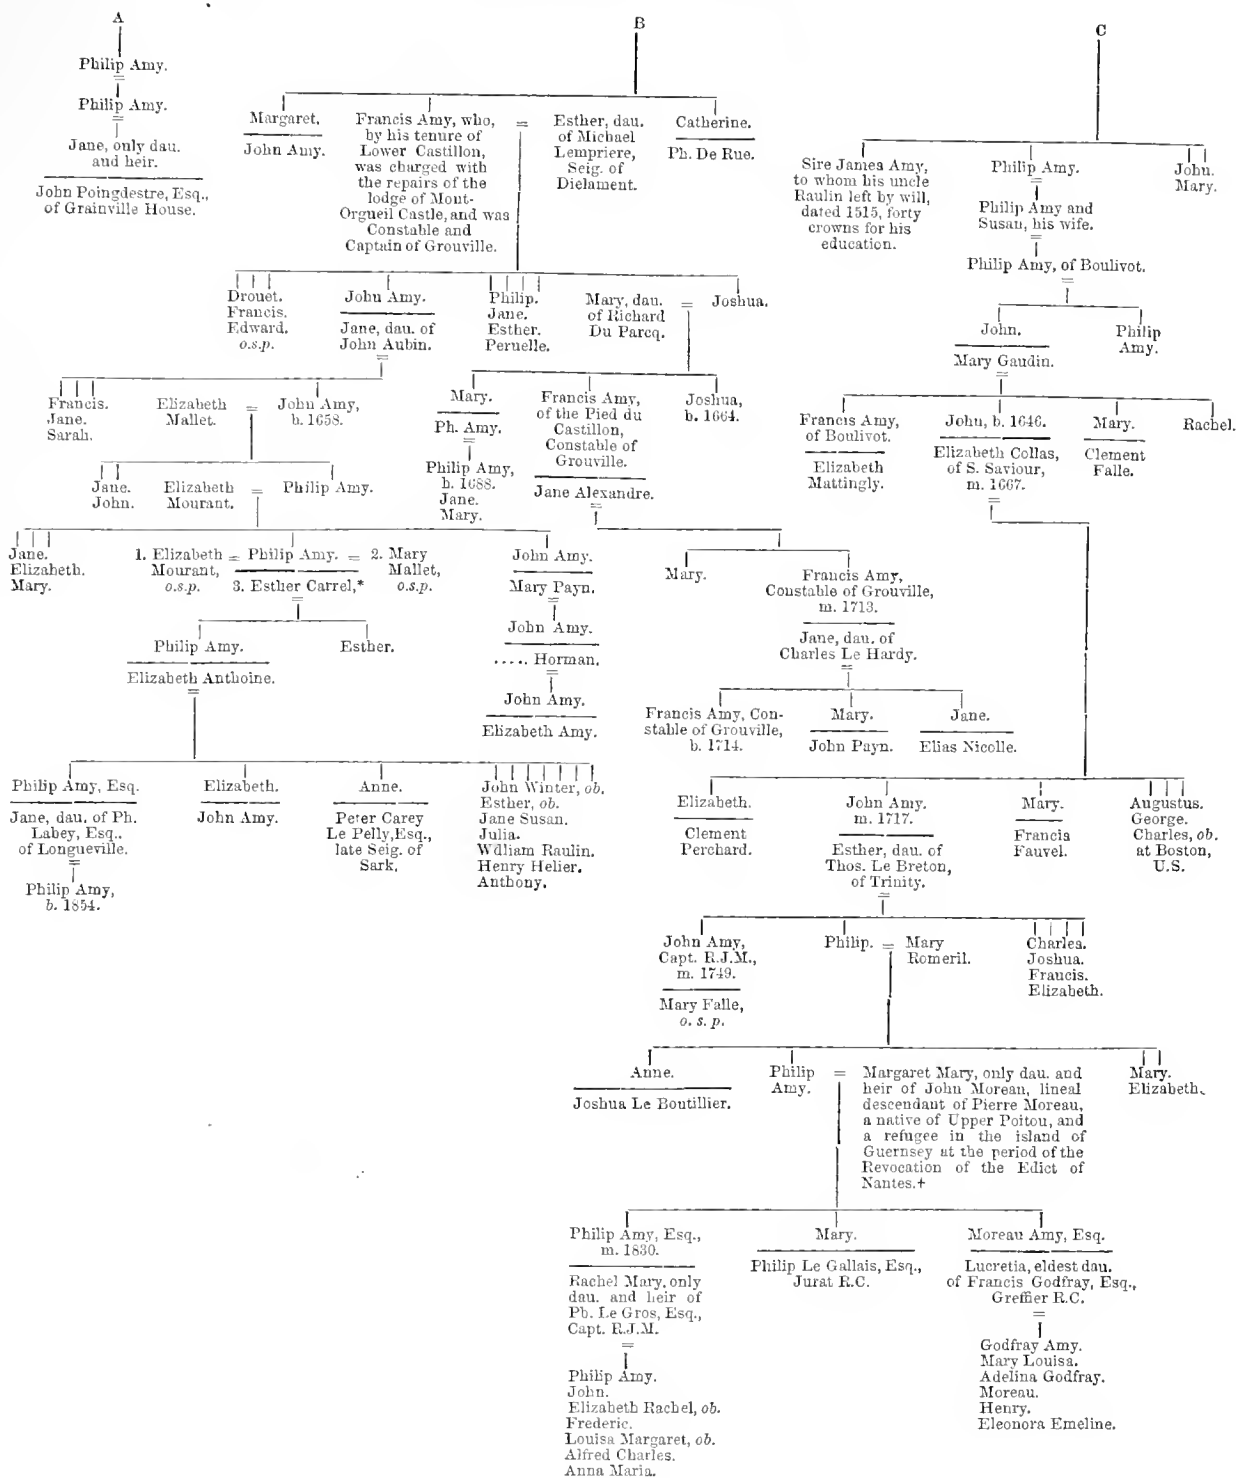 A
Philip Amy.
=
Philip Amy.
=
Jane, only dau.
and heir.
John Poingdestre, Esq.,
of Grainville House.
B
Margaret.
John Amy.
Francis Amy, who,
by his tenure of
Lower Castillon,
was charged with
the repairs of the
lodge of Mont-
Orgueil Castle, and was
Constable and
Captain of Grouville.
=
Esther, dau.
of Michael
Lempriere,
Seig. of
Dielament.
Catherine.
Ph. De Rue.
C
Sire James Amy,
to whom his uncle
Raulin left by will,
dated 1515, forty
crowns for his
education.
Philip Amy.
=
Philip Amy and
Susan, his wife.
=
Philip Amy, of Boulivot.
=
John.
Mary.
John.
Mary Gaudin.
=
Philip
Amy.
Drouet.
Francis.
Edward.
o.s.p.
John Amy.
Jane, dau. of
John Aubin.
=
Philip.
Jane.
Esther.
Peruelle.
Mary, dau.
of Richard
Du Parcq.
=
Joshua.
Francis.
Jane.
Sarah.
Elizabeth
Mallet.
=
John Amy,
b. 1658.
Mary.
Ph. Amy.
=
Philip Amy,
b. 1688.
Jane.
Mary.
Francis Amy,
of the Pied du
Castillon,
Constable of
Grouville.
Jane Alexandre.
=
Joshua,
b. 1664.
Francis Amy,
of Boulivot.
Elizabeth
Mattingly.
John, b. 1646.
Elizabeth Collas,
of S. Saviour,
m. 1667.
=
Mary.
Clement
Falle.
Rachel.
Jane.
John.
Elizabeth
Mourant.
=
Philip Amy.
Jane.
Elizabeth.
Mary.
1. Elizabeth
Mourant,
o.s.p.
= Philip Amy. =
3. Esther Carrel,*
=
2. Mary
Mallet,
o.s.p.
John Amy.
Mary Payn.
=
John Amy.
.... Horman.
=
John Amy.
Elizabeth Amy.
Mary.
Francis Amy,
Constable of Grouville,
m. 1713.
Jane, dau. of
Charles Le Hardy.
=
Philip Amy.
Elizabeth Anthoine.
=
Esther.
Francis Amy, Con-
stable of Grouville,
b. 1714.
Mary.
John Payn.
Jane.
Elias Nicolle.
Philip Amy, Esq.
Jane, dau. of Ph.
Labey, Esq.,
of Longueville.
=
Philip Amy,
b. 1854.
Elizabeth.
John Amy.
Anne.
Peter Carey
Le Pelly, Esq.,
late Seig. of
Sark.
John Winter, ob.
Esther, ob.
Jane Susan.
Julia.
William Raulin.
Henry Helier.
Anthony.
Elizabeth.
Clement
Perchard.
John Amy.
m. 1717.
Esther, dau. of
Thos. Le Breton,
of Trinity.
=
Mary.
Francis
Fauvel.
Augustus.
George.
Charles, ob.
at Boston,
U.S.
John Amy,
Capt. R.J.M.,
m. 1749.
Mary Falle,
o. s. p.
Philip.
=
Mary
Romeril.
Charles.
Joshua.
Francis.
Elizabeth.
Anne.
Joshua Le Boutillier.
Philip
Amy.
=
Margaret Mary, only dau. and
heir of John Moreau, lineal
descendant of Pierre Moreau,
a native of Upper Poitou, and
a refugee in the island of
Guernsey at the period of the
Revocation of the Edict of
Nantes.+
Mary.
Elizabeth.
Philip Amy, Esq.,
m. 1830.
Rachel Mary, only
dau. and heir of
Ph. Le Gros, Esq.,
Capt. R.J.M.
=
Philip Amy.
John.
Elizabeth Rachel, ob.
Frederic.
Louisa Margaret, ob.
Alfred Charles.
Anna Maria.
Mary.
Philip Le Gallais, Esq.,
Jurat R.C.
Moreau Amy, Esq.
Lucretia, eldest dau.
of Francis Godfray, Esq.,
Greffier R.C.
=
Godfray Amy.
Mary Louisa.
Adelina Godfray.
Moreau.
Henry.
Eleonora Emeline.